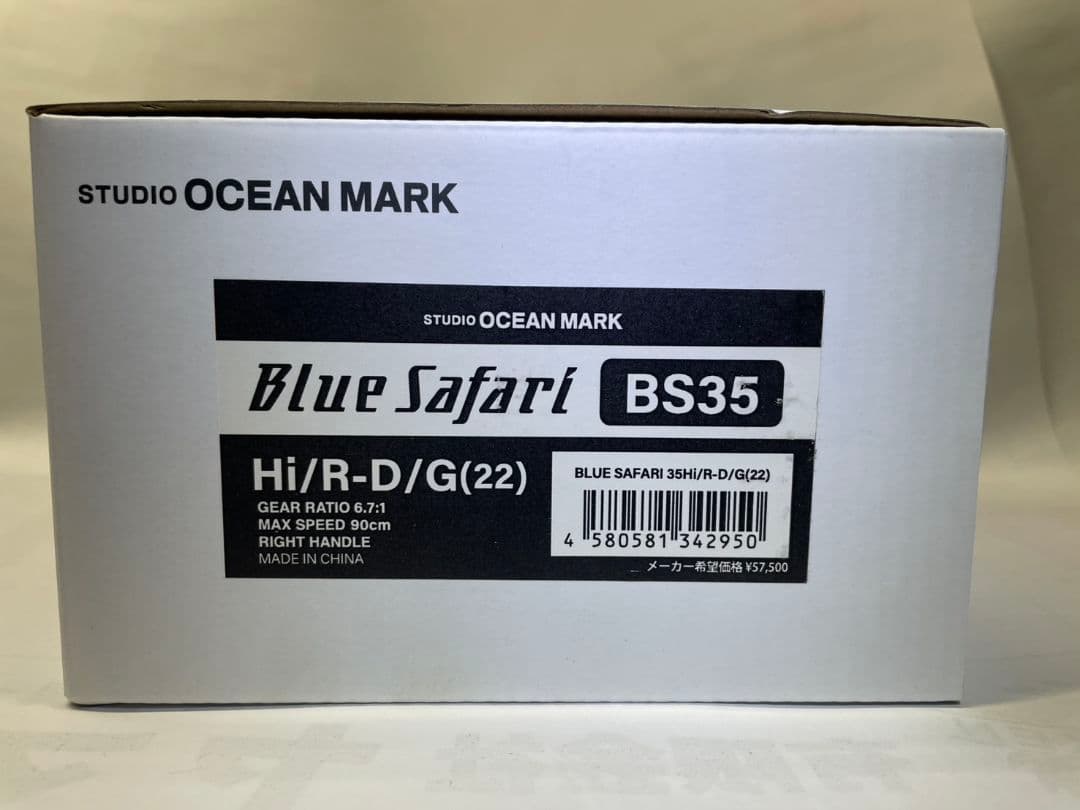 STUDIO OCEAN MARK
STUDIO OCEAN MARK
Blue Safari BS35
Hi/R-D/G(22)
GEAR RATIO 6.7:1
MAX SPEED 90cm
RIGHT HANDLE
MADE IN CHINA
BLUE SAFARI 35Hi/R-D/G(22)
4 580581 342950
メーカー希望価格 ¥57,500